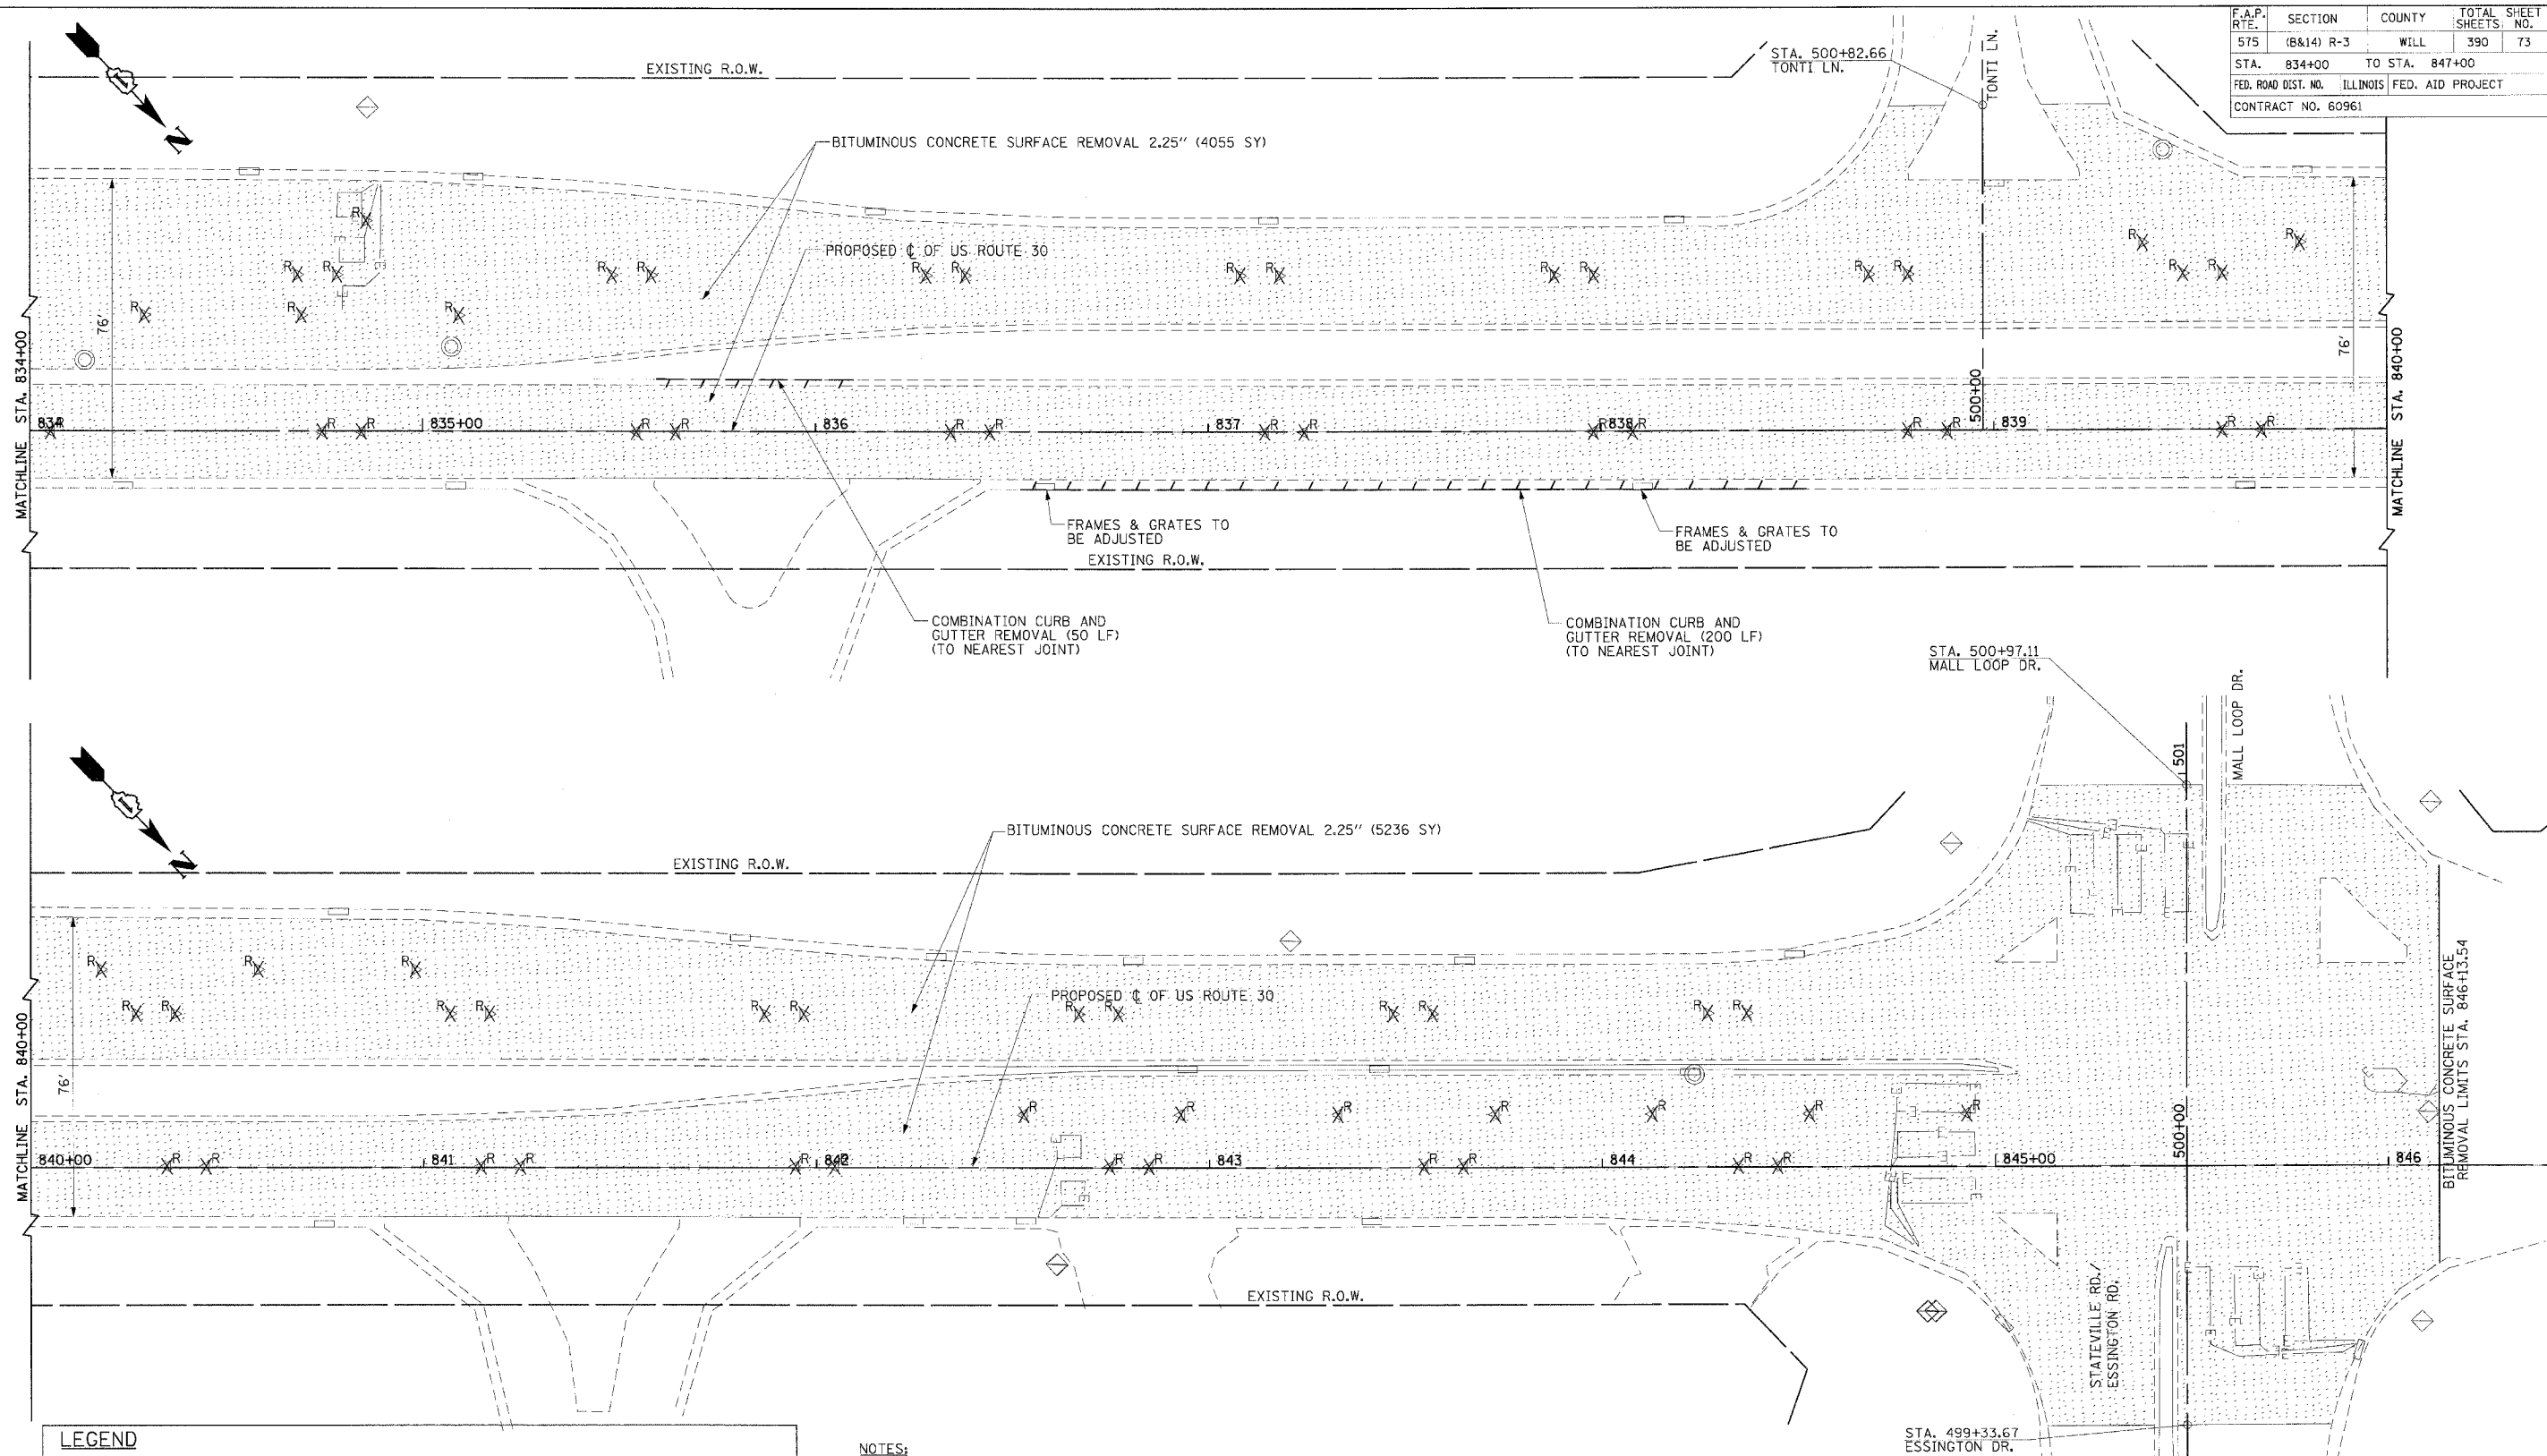 F.A.P. RTE. SECTION COUNTY TOTAL SHEETS SHEET NO.
575 (B&14) R-3 WILL 390 73
STA. 834+00 TO STA. 847+00
FED. ROAD DIST. NO. ILLINOIS FED. AID PROJECT
CONTRACT NO. 60961
N
EXISTING R.O.W.
STA. 500+82.66
TONTI LN.
TONTI LN.
BITUMINOUS CONCRETE SURFACE REMOVAL 2.25" (4055 SY)
PROPOSED ℄ OF US ROUTE 30
R R R R R R R R R R R R R R R R R R R R
76'
76'
MATCHLINE STA. 834+00
MATCHLINE STA. 840+00
500+00
834 R R R 835+00 R R 836 R R 837 R R R 838 R R R 839 R R
FRAMES & GRATES TO
BE ADJUSTED
FRAMES & GRATES TO
BE ADJUSTED
EXISTING R.O.W.
COMBINATION CURB AND
GUTTER REMOVAL (50 LF)
(TO NEAREST JOINT)
COMBINATION CURB AND
GUTTER REMOVAL (200 LF)
(TO NEAREST JOINT)
STA. 500+97.11
MALL LOOP DR.
MALL LOOP DR.
501
N
BITUMINOUS CONCRETE SURFACE REMOVAL 2.25" (5236 SY)
EXISTING R.O.W.
R R R
R R R R R R R R R R R R
PROPOSED ℄ OF US ROUTE 30
MATCHLINE STA. 840+00
76'
R R R R R R R
840+00 R R 841 R R R 842 R R R 843 R R 844 R R 845+00 846
500+00
BITUMINOUS CONCRETE SURFACE
REMOVAL LIMITS STA. 846+13.54
EXISTING R.O.W.
STATEVILLE RD./
ESSINGTON RD.
STA. 499+33.67
ESSINGTON DR.
LEGEND
NOTES: